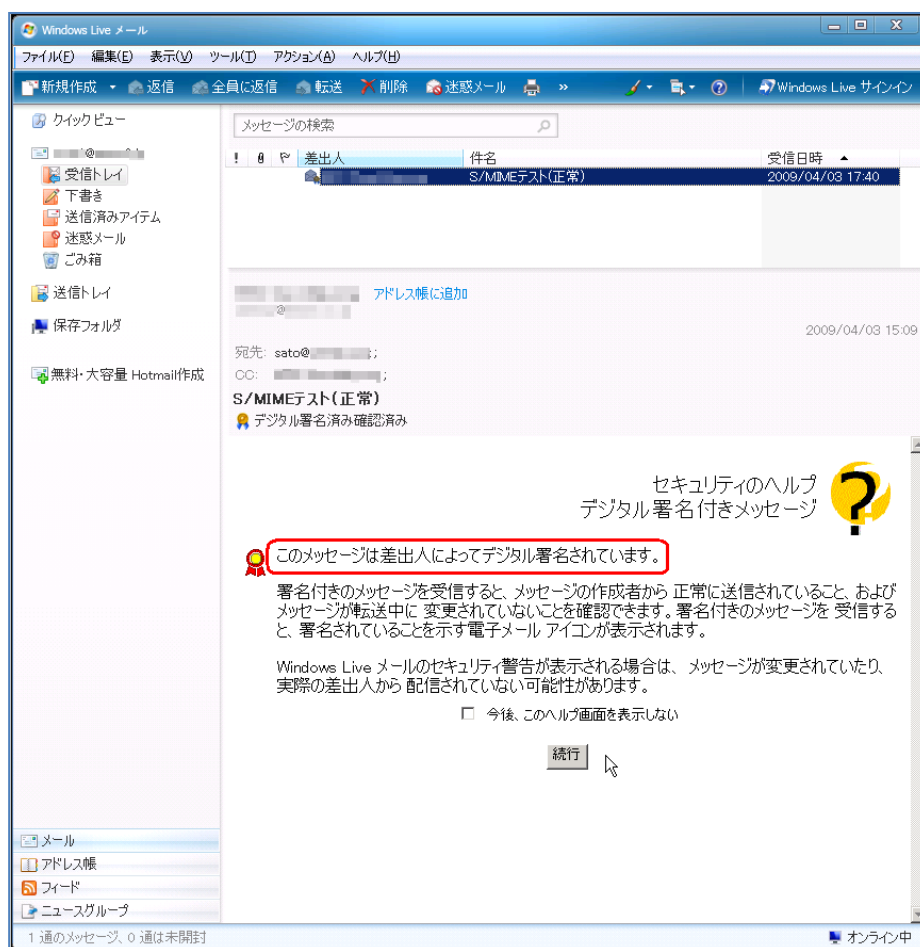 Windows Live メール
ファイル(F) 編集(E) 表示(V) ツール(T) アクション(A) ヘルプ(H)
新規作成 返信 全員に返信 転送 削除 迷惑メール » Windows Live サインイン
クイック ビュー
メッセージの検索
@
! 差出人 件名 受信日時
受信トレイ
S/MIMEテスト(正常) 2009/04/03 17:40
下書き
送信済みアイテム
迷惑メール
ごみ箱
送信トレイ
アドレス帳に追加
@
保存フォルダ
2009/04/03 15:09
宛先: sato@ ;
無料・大容量 Hotmail作成
CC: ;
S/MIMEテスト(正常)
デジタル署名済み確認済み
セキュリティのヘルプ
デジタル署名付きメッセージ
このメッセージは差出人によってデジタル署名されています。
署名付きのメッセージを受信すると、メッセージの作成者から 正常に送信されていること、および
メッセージが転送中に 変更されていないことを確認できます。署名付きのメッセージを 受信する
と、署名されていることを示す電子メール アイコンが表示されます。
Windows Live メールのセキュリティ警告が表示される場合は、メッセージが変更されていたり、
実際の差出人から 配信されていない可能性があります。
今後、このヘルプ画面を表示しない
続行
メール
アドレス帳
フィード
ニュースグループ
1 通のメッセージ、0 通は未開封
オンライン中